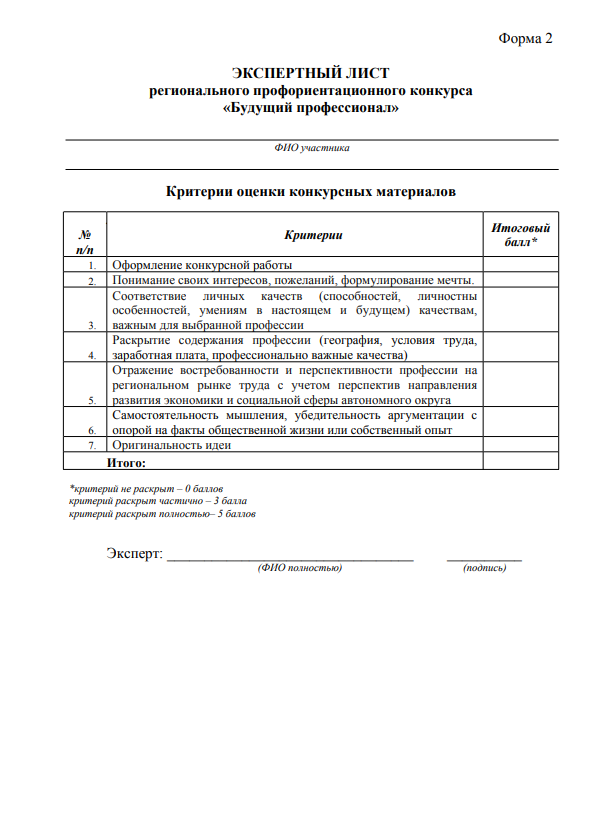 Форма 2
ЭКСПЕРТНЫЙ ЛИСТ
регионального профориентационного конкурса
«Будущий профессионал»
ФИО участника
Критерии оценки конкурсных материалов
№ п/п
Критерии
Итоговый балл*
1. Оформление конкурсной работы
2. Понимание своих интересов, пожеланий, формулирование мечты.
Соответствие личных качеств (способностей, личностны
особенностей, умениям в настоящем и будущем) качествам,
3. важным для выбранной профессии
Раскрытие содержания профессии (география, условия труда,
4. заработная плата, профессионально важные качества)
Отражение востребованности и перспективности профессии на
региональном рынке труда с учетом перспектив направления
5. развития экономики и социальной сферы автономного округа
Самостоятельность мышления, убедительность аргументации с
6. опорой на факты общественной жизни или собственный опыт
7. Оригинальность идеи
Итого:
*критерий не раскрыт – 0 баллов
критерий раскрыт частично – 3 балла
критерий раскрыт полностью– 5 баллов
Эксперт: _________________________________ __________
(ФИО полностью) (подпись)